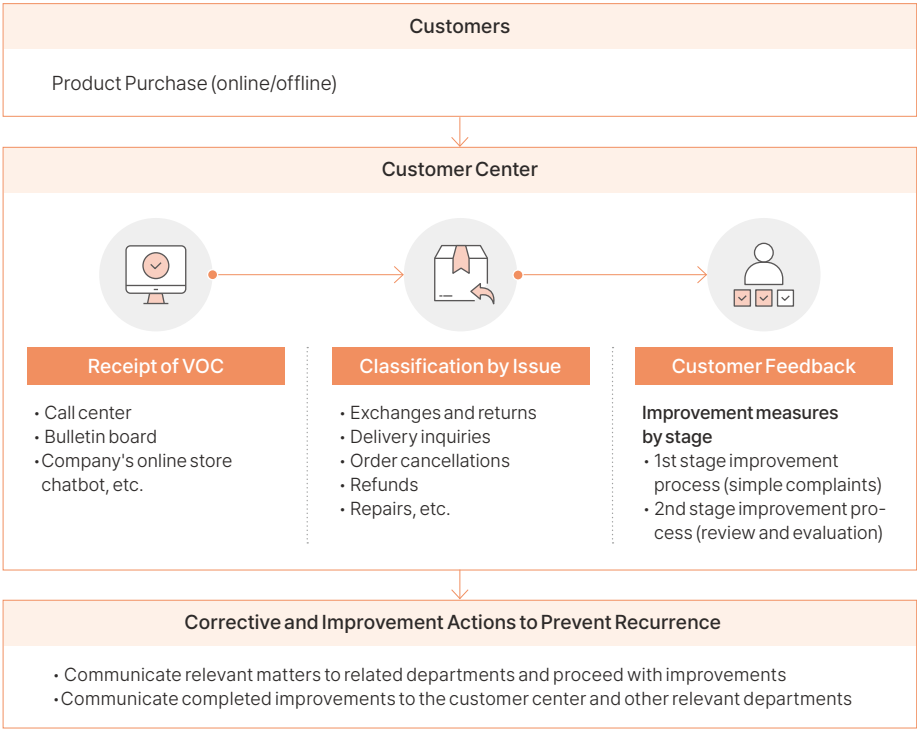 Customers
Product Purchase (online/offline)
Customer Center
Receipt of VOC
• Call center
• Bulletin board
•Company's online store
chatbot, etc.
Classification by Issue
• Exchanges and returns
• Delivery inquiries
• Order cancellations
• Refunds
• Repairs, etc.
Customer Feedback
Improvement measures
by stage
• 1st stage improvement
process (simple complaints)
• 2nd stage improvement pro-
cess (review and evaluation)
Corrective and Improvement Actions to Prevent Recurrence
• Communicate relevant matters to related departments and proceed with improvements
•Communicate completed improvements to the customer center and other relevant departments